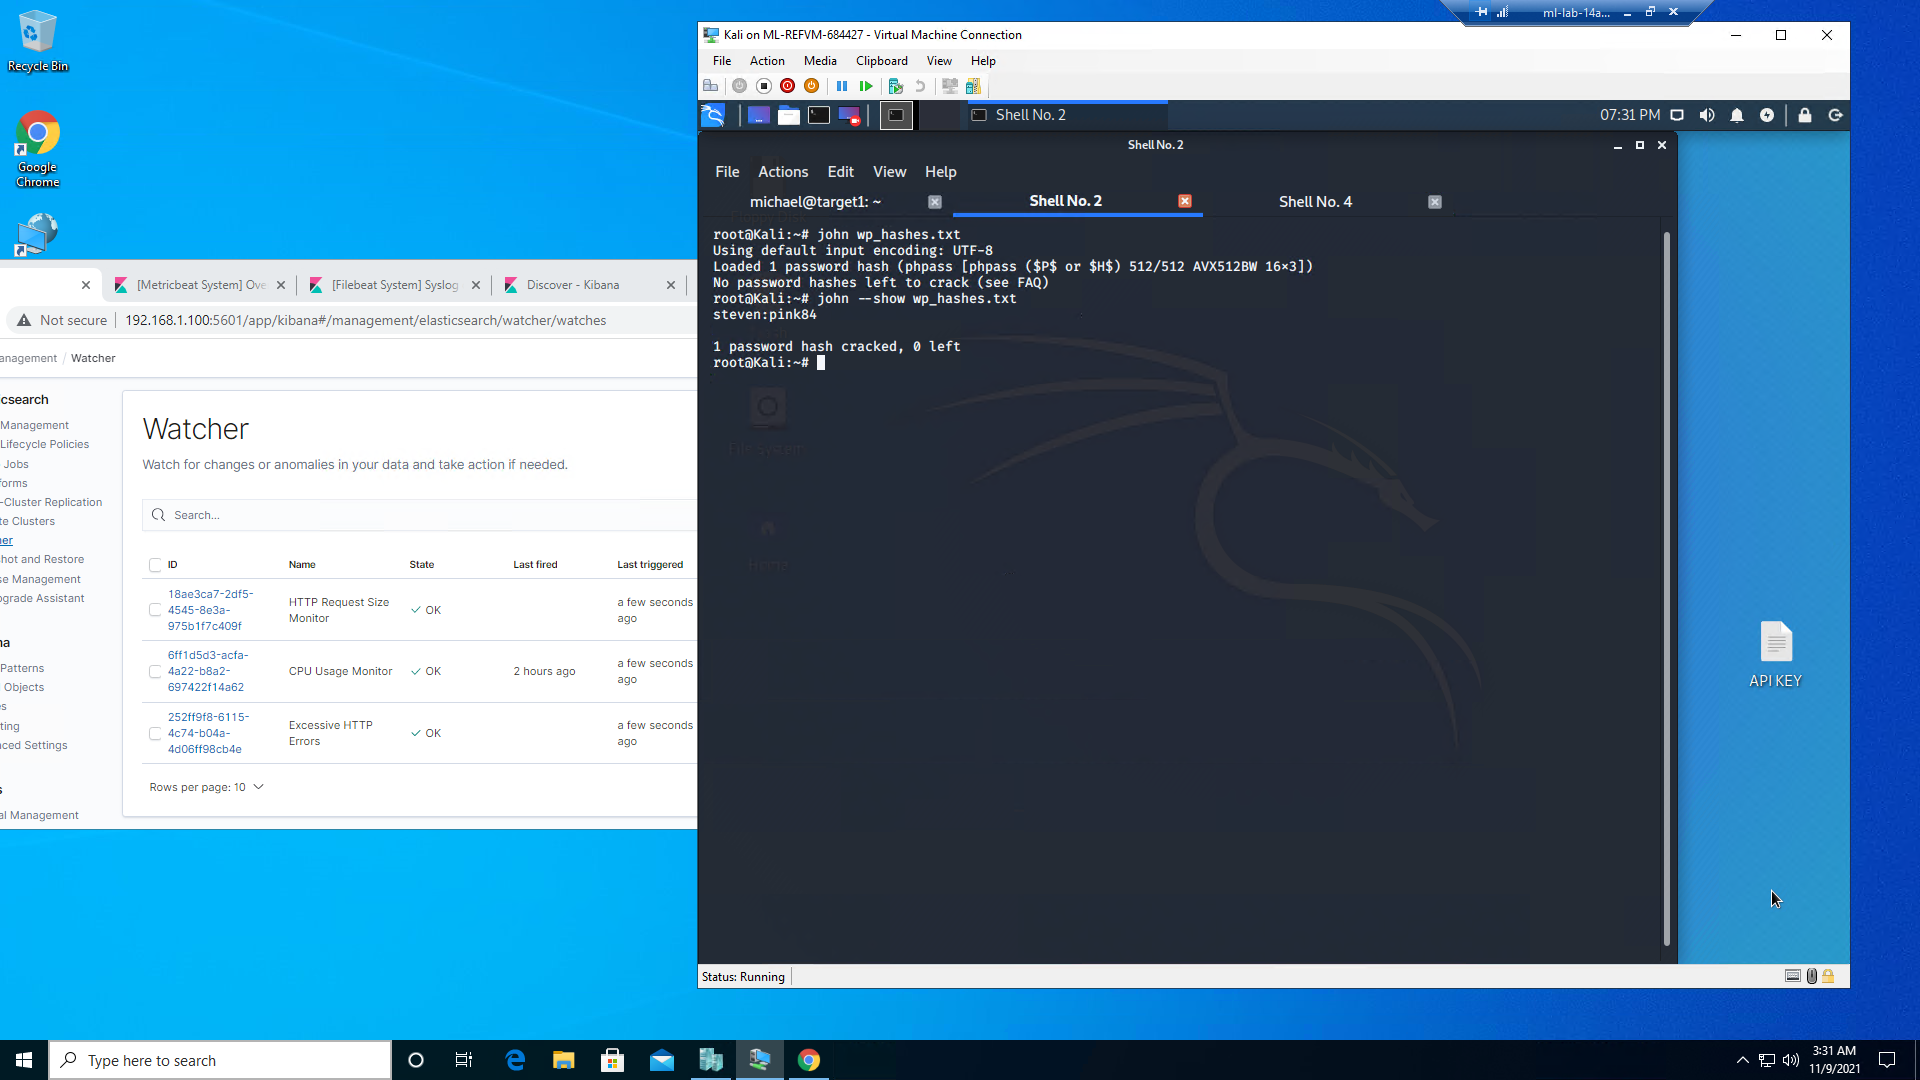 Recycle Bin
Google
Chrome
[Metricbeat System] Ove
[Filebeat System] Syslog
Discover - Kibana
Not secure
192.168.1.100:5601/app/kibana#/management/elasticsearch/watcher/watches
anagement / Watcher
csearch
Management
Lifecycle Policies
Jobs
forms
-Cluster Replication
te Clusters
her
hot and Restore
se Management
pgrade Assistant
na
Patterns
Objects
es
ting
nced Settings
s
al Management
Watcher
Watch for changes or anomalies in your data and take action if needed.
Search...
ID Name State Last fired Last triggered
18ae3ca7-2df5-
4545-8e3a-
975b1f7c409f
HTTP Request Size
Monitor
OK
a few seconds
ago
6ff1d5d3-acfa-
4a22-b8a2-
697422f14a62
CPU Usage Monitor
OK
2 hours ago
a few seconds
ago
252ff9f8-6115-
4c74-b04a-
4d06ff98cb4e
Excessive HTTP
Errors
OK
a few seconds
ago
Rows per page: 10
ml-lab-14a...
Kali on ML-REFVM-684427 - Virtual Machine Connection
File Action Media Clipboard View Help
Shell No. 2
07:31 PM
Shell No. 2
File Actions Edit View Help
michael@target1: ~
Shell No. 2
Shell No. 4
root@Kali:~# john wp_hashes.txt
Using default input encoding: UTF-8
Loaded 1 password hash (phpass [phpass ($P$ or $H$) 512/512 AVX512BW 16×3])
No password hashes left to crack (see FAQ)
root@Kali:~# john --show wp_hashes.txt
steven:pink84
1 password hash cracked, 0 left
root@Kali:~#
File System
Home
API KEY
Status: Running
Type here to search
3:31 AM
11/9/2021